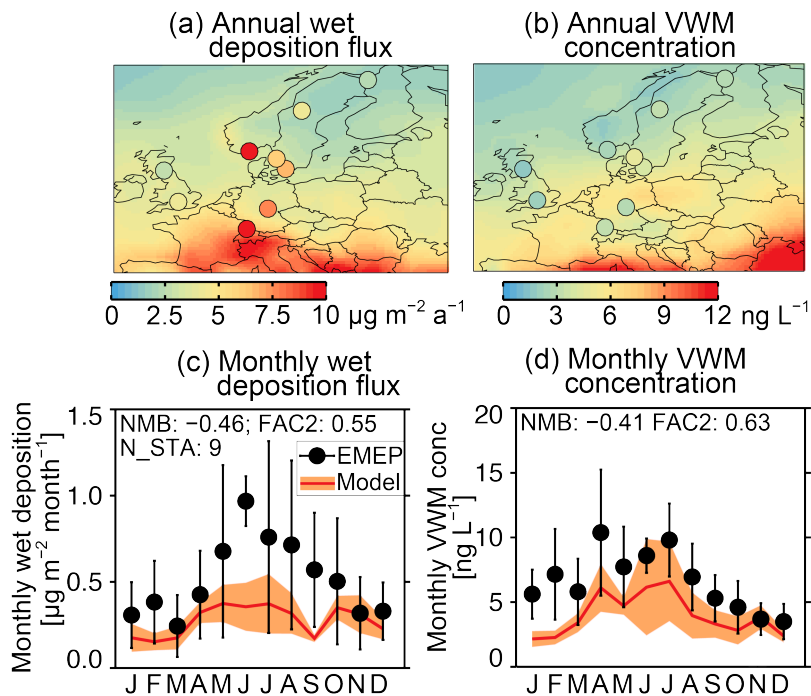 (a) Annual wet
deposition flux
(b) Annual VWM
concentration
0 2.5 5 7.5 10 µg m⁻² a⁻¹
0 3 6 9 12 ng L⁻¹
(c) Monthly wet
deposition flux
(d) Monthly VWM
concentration
Monthly wet deposition
[µg m⁻² month⁻¹]
1.5
1.0
0.5
0.0
NMB: −0.46; FAC2: 0.55
N_STA: 9
EMEP
Model
J F M A M J J A S O N D
Monthly VWM conc
[ng L⁻¹]
20
15
10
5
0
NMB: −0.41 FAC2: 0.63
J F M A M J J A S O N D